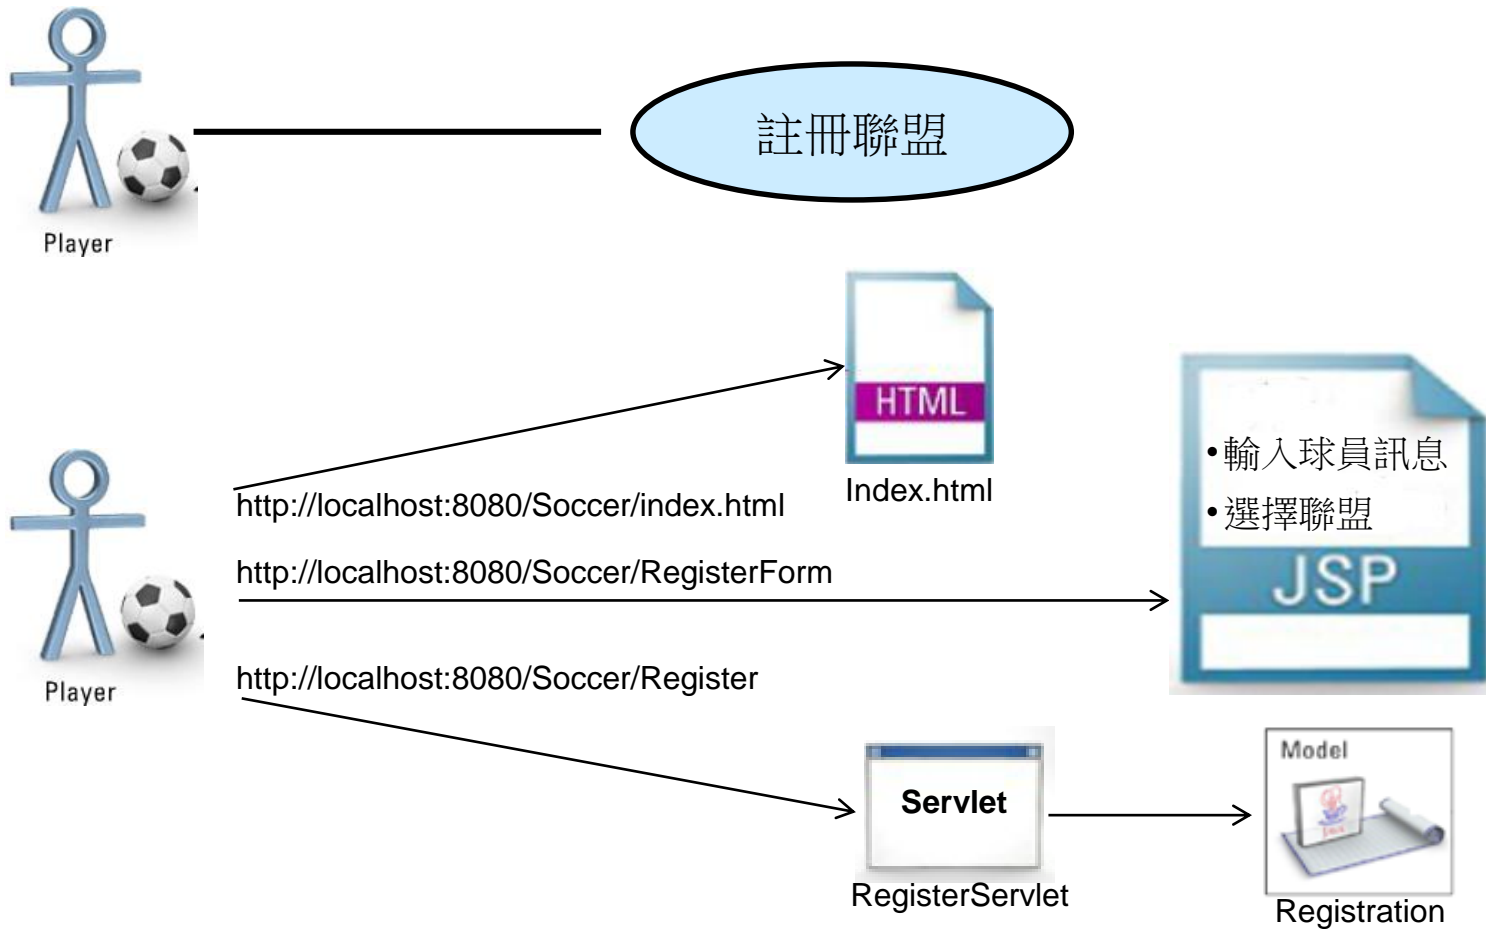 註冊聯盟
Player
HTML
Index.html
http://localhost:8080/Soccer/index.html
•輸入球員訊息
•選擇聯盟
JSP
http://localhost:8080/Soccer/RegisterForm
http://localhost:8080/Soccer/Register
Player
Servlet
RegisterServlet
Model
Java
Registration